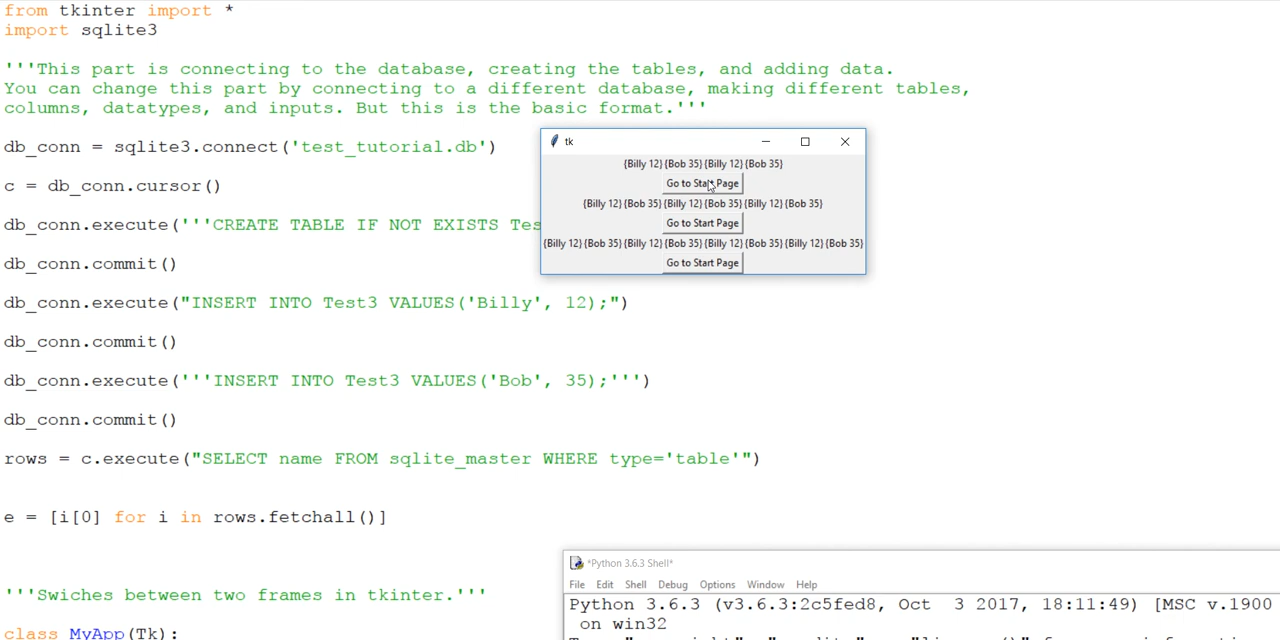 from tkinter import *
import sqlite3
'''This part is connecting to the database, creating the tables, and adding data.
You can change this part by connecting to a different database, making different tables,
columns, datatypes, and inputs. But this is the basic format.'''
db_conn = sqlite3.connect('test_tutorial.db')
c = db_conn.cursor()
db_conn.execute('''CREATE TABLE IF NOT EXISTS Tes
db_conn.commit()
db_conn.execute("INSERT INTO Test3 VALUES('Billy', 12);")
db_conn.commit()
db_conn.execute('''INSERT INTO Test3 VALUES('Bob', 35);''')
db_conn.commit()
rows = c.execute("SELECT name FROM sqlite_master WHERE type='table'")
e = [i[0] for i in rows.fetchall()]
'''Swiches between two frames in tkinter.'''
class MyApp(Tk):
tk
{Billy 12} {Bob 35} {Billy 12} {Bob 35}
Go to Start Page
{Billy 12} {Bob 35} {Billy 12} {Bob 35} {Billy 12} {Bob 35}
Go to Start Page
{Billy 12} {Bob 35} {Billy 12} {Bob 35} {Billy 12} {Bob 35} {Billy 12} {Bob 35}
Go to Start Page
*Python 3.6.3 Shell*
File Edit Shell Debug Options Window Help
Python 3.6.3 (v3.6.3:2c5fed8, Oct  3 2017, 18:11:49) [MSC v.1900
on win32